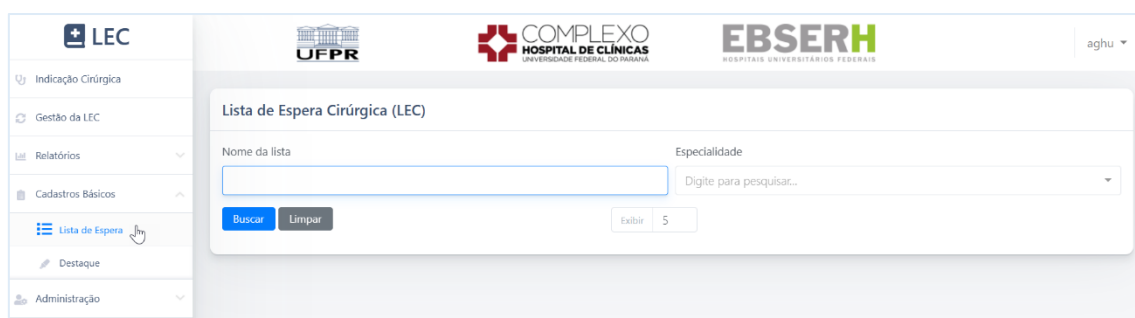 LEC
UFPR
COMPLEXO
HOSPITAL DE CLÍNICAS
UNIVERSIDADE FEDERAL DO PARANÁ
EBSERH
HOSPITAIS UNIVERSITÁRIOS FEDERAIS
aghu
Indicação Cirúrgica
Gestão da LEC
Relatórios
Cadastros Básicos
Lista de Espera
Destaque
Administração
Lista de Espera Cirúrgica (LEC)
Nome da lista
Especialidade
Digite para pesquisar...
Buscar
Limpar
Exibir 5